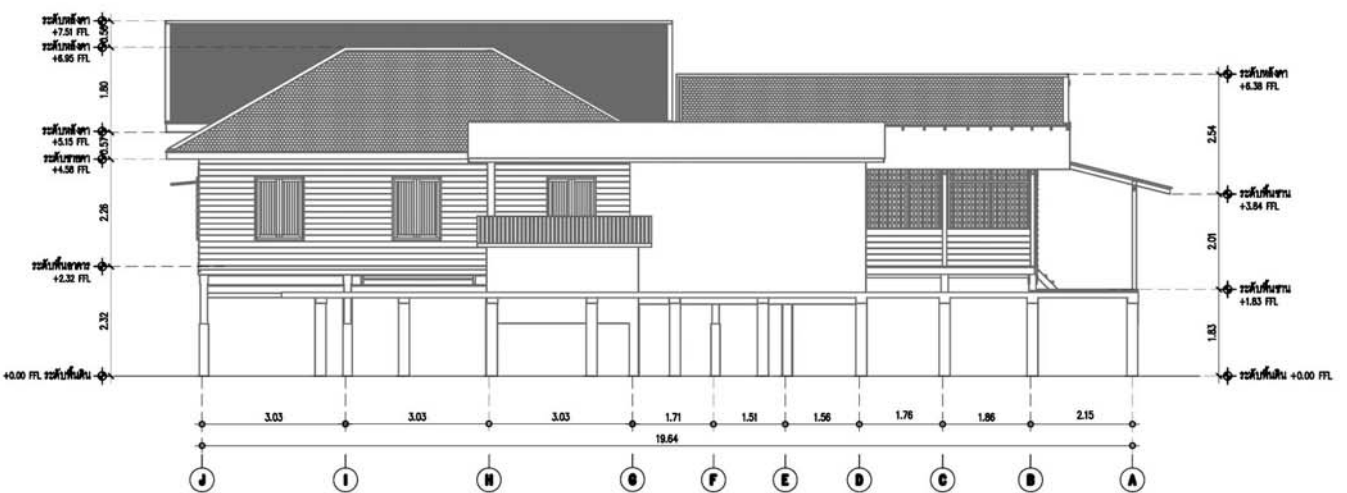 ระดับหลังคา
+7.51 FFL
0.56
ระดับหลังคา
+6.95 FFL
1.80
ระดับหลังคา
+5.15 FFL
0.57
ระดับชายคา
+4.58 FFL
2.26
ระดับพื้นอาคาร
+2.32 FFL
2.32
+0.00 FFL ระดับพื้นดิน
ระดับหลังคา
+6.38 FFL
2.54
ระดับพื้นชาน
+3.84 FFL
2.01
ระดับพื้นชาน
+1.83 FFL
1.83
ระดับพื้นดิน +0.00 FFL
3.03 3.03 3.03 1.71 1.51 1.56 1.76 1.86 2.15
19.64
J I H G F E D C B A